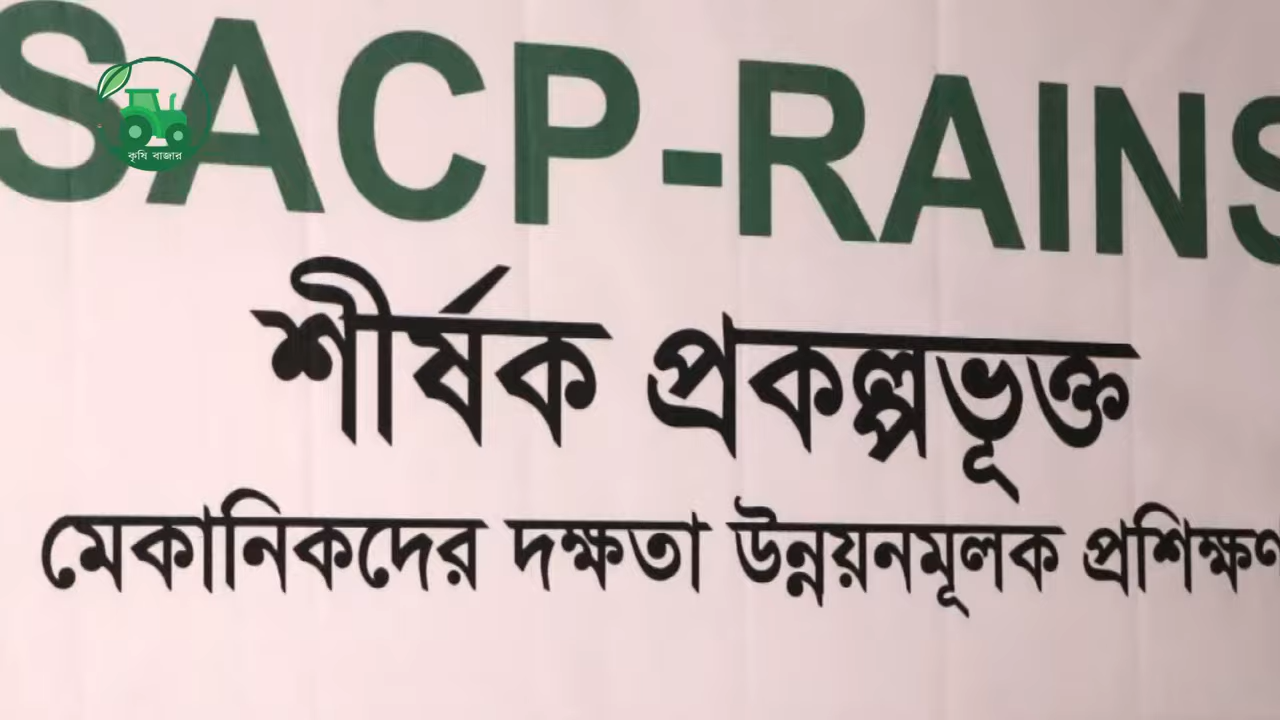 SACP-RAINS
কৃষি বাজার
শীর্ষক প্রকল্পভূক্ত
মেকানিকদের দক্ষতা উন্নয়নমূলক প্রশিক্ষণ